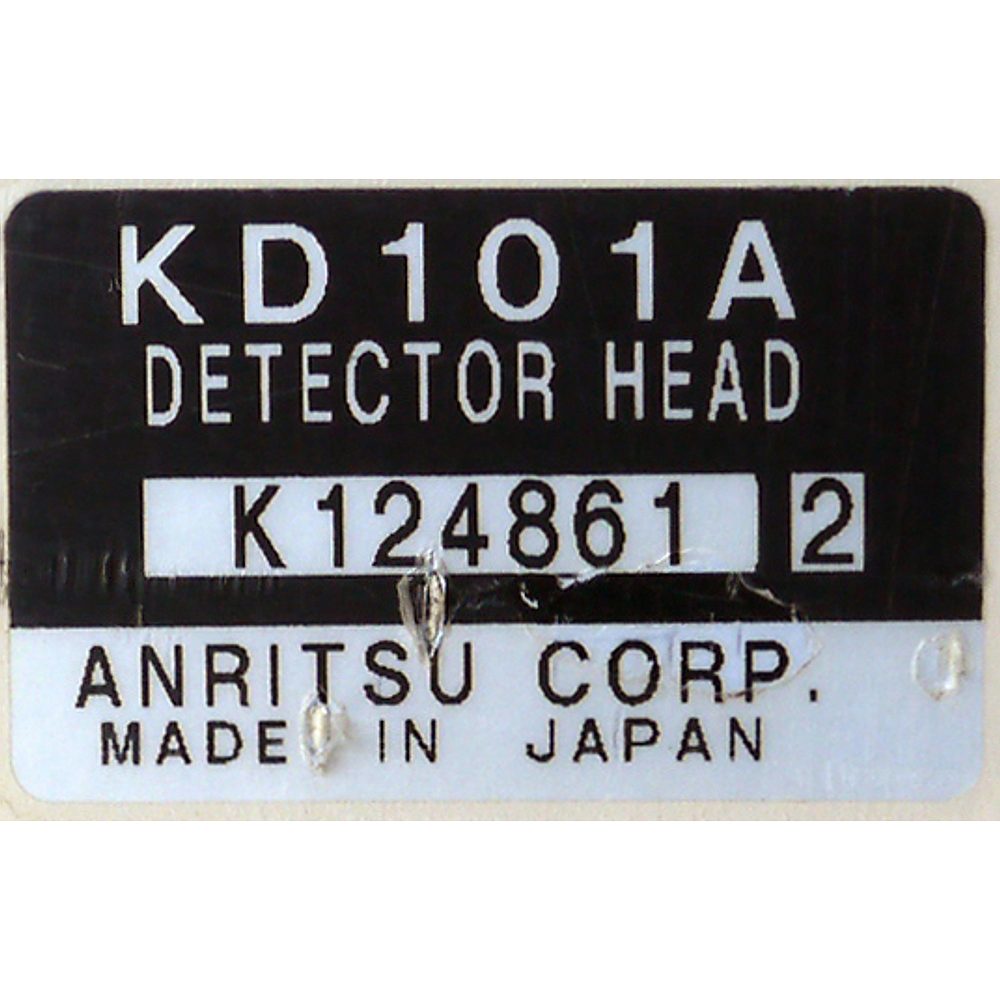 KD101A
DETECTOR HEAD
K124861 2
ANRITSU CORP.
MADE IN JAPAN